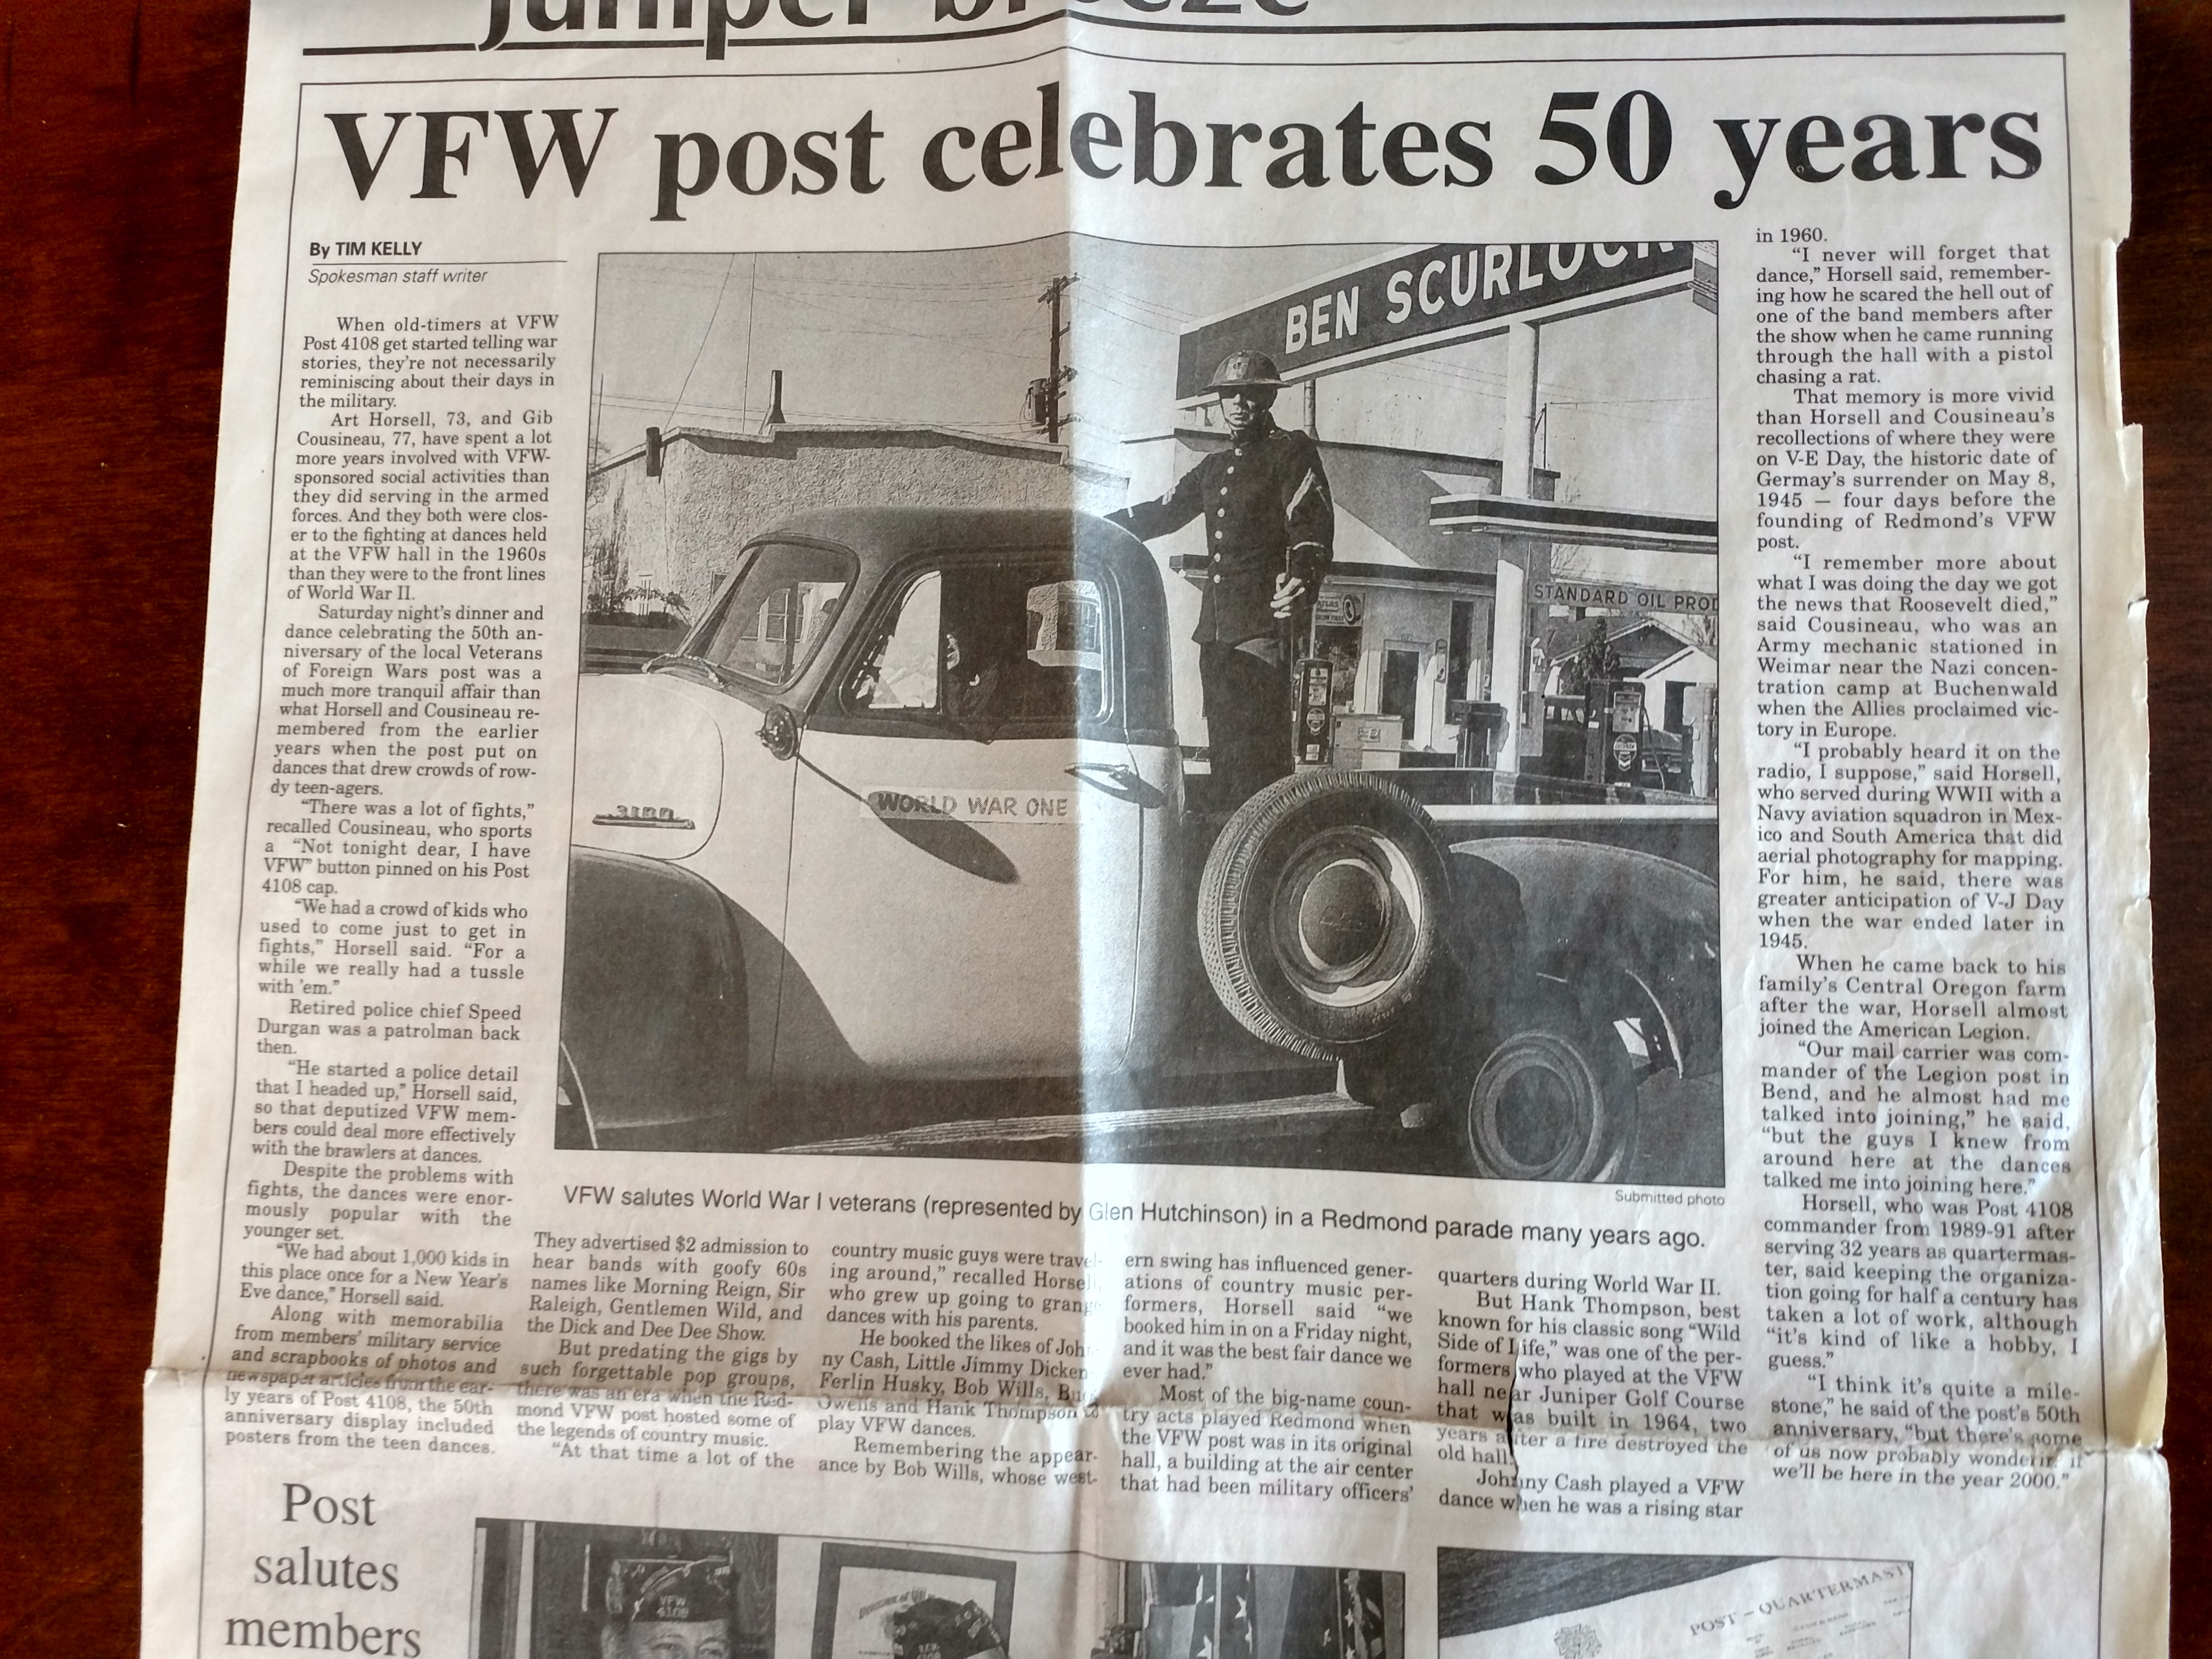 juniper breeze
VFW post celebrates 50 years
By TIM KELLY
Spokesman staff writer
When old-timers at VFW
Post 4108 get started telling war
stories, they're not necessarily
reminiscing about their days in
the military.
Art Horsell, 73, and Gib
Cousineau, 77, have spent a lot
more years involved with VFW-
sponsored social activities than
they did serving in the armed
forces. And they both were clos-
er to the fighting at dances held
at the VFW hall in the 1960s
than they were to the front lines
of World War II.
Saturday night's dinner and
dance celebrating the 50th an-
niversary of the local Veterans
of Foreign Wars post was a
much more tranquil affair than
what Horsell and Cousineau re-
membered from the earlier
years when the post put on
dances that drew crowds of row-
dy teen-agers.
"There was a lot of fights,"
recalled Cousineau, who sports
a "Not tonight dear, I have
VFW" button pinned on his Post
4108 cap.
"We had a crowd of kids who
used to come just to get in
fights," Horsell said. "For a
while we really had a tussle
with 'em."
Retired police chief Speed
Durgan was a patrolman back
then.
"He started a police detail
that I headed up," Horsell said,
so that deputized VFW mem-
bers could deal more effectively
with the brawlers at dances.
Despite the problems with
fights, the dances were enor-
mously popular with the
younger set.
"We had about 1,000 kids in
this place once for a New Year's
Eve dance," Horsell said.
Along with memorabilia
from members' military service
and scrapbooks of photos and
newspaper articles from the ear-
ly years of Post 4108, the 50th
anniversary display included
posters from the teen dances.
BEN SCURLOCK
STANDARD OIL PROD
ATLAS
3100
WORLD WAR ONE
Submitted photo
VFW salutes World War I veterans (represented by Glen Hutchinson) in a Redmond parade many years ago.
They advertised $2 admission to
hear bands with goofy 60s
names like Morning Reign, Sir
Raleigh, Gentlemen Wild, and
the Dick and Dee Dee Show.
But predating the gigs by
such forgettable pop groups,
there was an era when the Red-
mond VFW post hosted some of
the legends of country music.
"At that time a lot of the
country music guys were travel-
ing around," recalled Horsell,
who grew up going to grange
dances with his parents.
He booked the likes of John-
ny Cash, Little Jimmy Dicken
Ferlin Husky, Bob Wills, Buck
Owens and Hank Thompson to
play VFW dances.
Remembering the appear-
ance by Bob Wills, whose west-
ern swing has influenced gener-
ations of country music per-
formers, Horsell said "we
booked him in on a Friday night,
and it was the best fair dance we
ever had."
Most of the big-name coun-
try acts played Redmond when
the VFW post was in its original
hall, a building at the air center
that had been military officers'
quarters during World War II.
But Hank Thompson, best
known for his classic song "Wild
Side of Life," was one of the per-
formers who played at the VFW
hall near Juniper Golf Course
that was built in 1964, two
years after a fire destroyed the
old hall.
Johnny Cash played a VFW
dance when he was a rising star
in 1960.
"I never will forget that
dance," Horsell said, remember-
ing how he scared the hell out of
one of the band members after
the show when he came running
through the hall with a pistol
chasing a rat.
That memory is more vivid
than Horsell and Cousineau's
recollections of where they were
on V-E Day, the historic date of
Germay's surrender on May 8,
1945 — four days before the
founding of Redmond's VFW
post.
"I remember more about
what I was doing the day we got
the news that Roosevelt died,"
said Cousineau, who was an
Army mechanic stationed in
Weimar near the Nazi concen-
tration camp at Buchenwald
when the Allies proclaimed vic-
tory in Europe.
"I probably heard it on the
radio, I suppose," said Horsell,
who served during WWII with a
Navy aviation squadron in Mex-
ico and South America that did
aerial photography for mapping.
For him, he said, there was
greater anticipation of V-J Day
when the war ended later in
1945.
When he came back to his
family's Central Oregon farm
after the war, Horsell almost
joined the American Legion.
"Our mail carrier was com-
mander of the Legion post in
Bend, and he almost had me
talked into joining," he said,
"but the guys I knew from
around here at the dances
talked me into joining here."
Horsell, who was Post 4108
commander from 1989-91 after
serving 32 years as quartermas-
ter, said keeping the organiza-
tion going for half a century has
taken a lot of work, although
"it's kind of like a hobby, I
guess."
"I think it's quite a mile-
stone," he said of the post's 50th
anniversary, "but there's some
of us now probably wonderin' if
we'll be here in the year 2000."
Post
salutes
members
VFW
4108
POST - QUARTERMAST